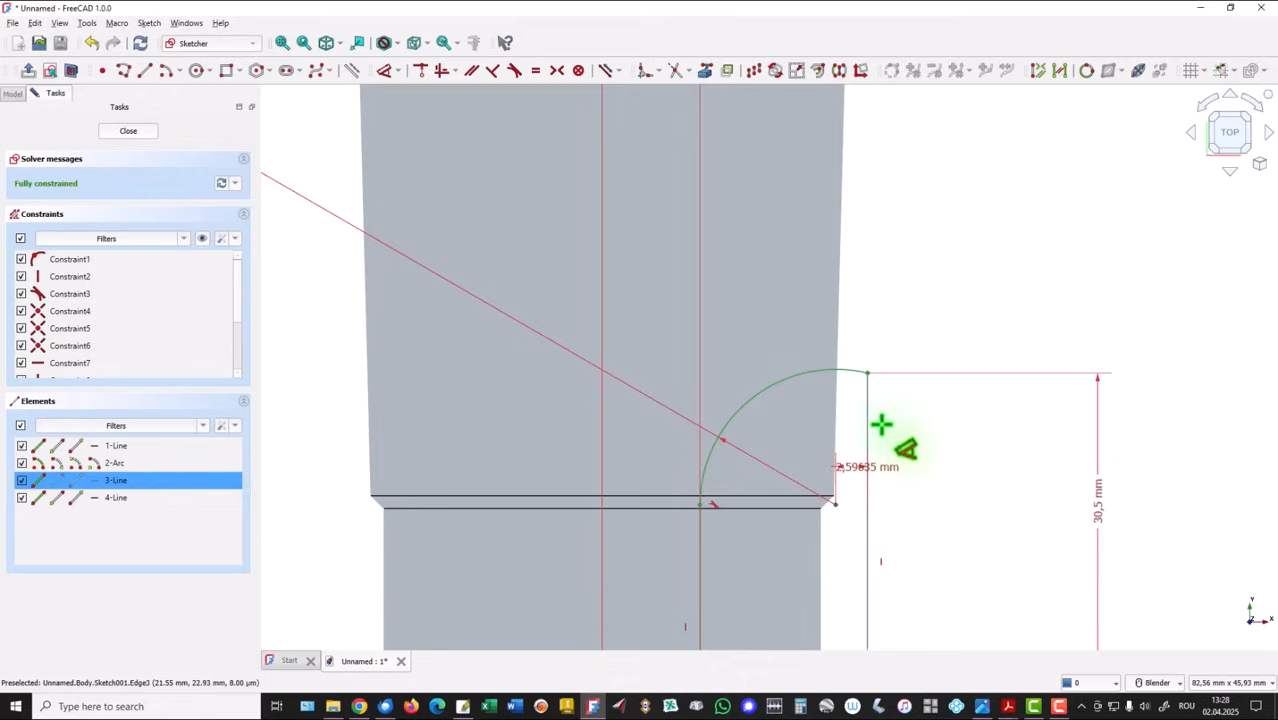 * Unnamed - FreeCAD 1.0.0
File Edit View Tools Macro Sketch Windows Help
Sketcher
Model Tasks
Tasks
Close
Solver messages
Fully constrained
Constraints
Filters
Constraint1
Constraint2
Constraint3
Constraint4
Constraint5
Constraint6
Constraint7
Elements
Filters
1-Line
2-Arc
3-Line
4-Line
TOP
2,59635 mm
30,5 mm
Y
Z
X
Start
Unnamed : 1*
Preselected: Unnamed.Body.Sketch001.Edge3 (21.55 mm, 22.93 mm, 8.00 µm)
0
Blender
82,56 mm x 45,93 mm
Type here to search
ROU
13:28
02.04.2025